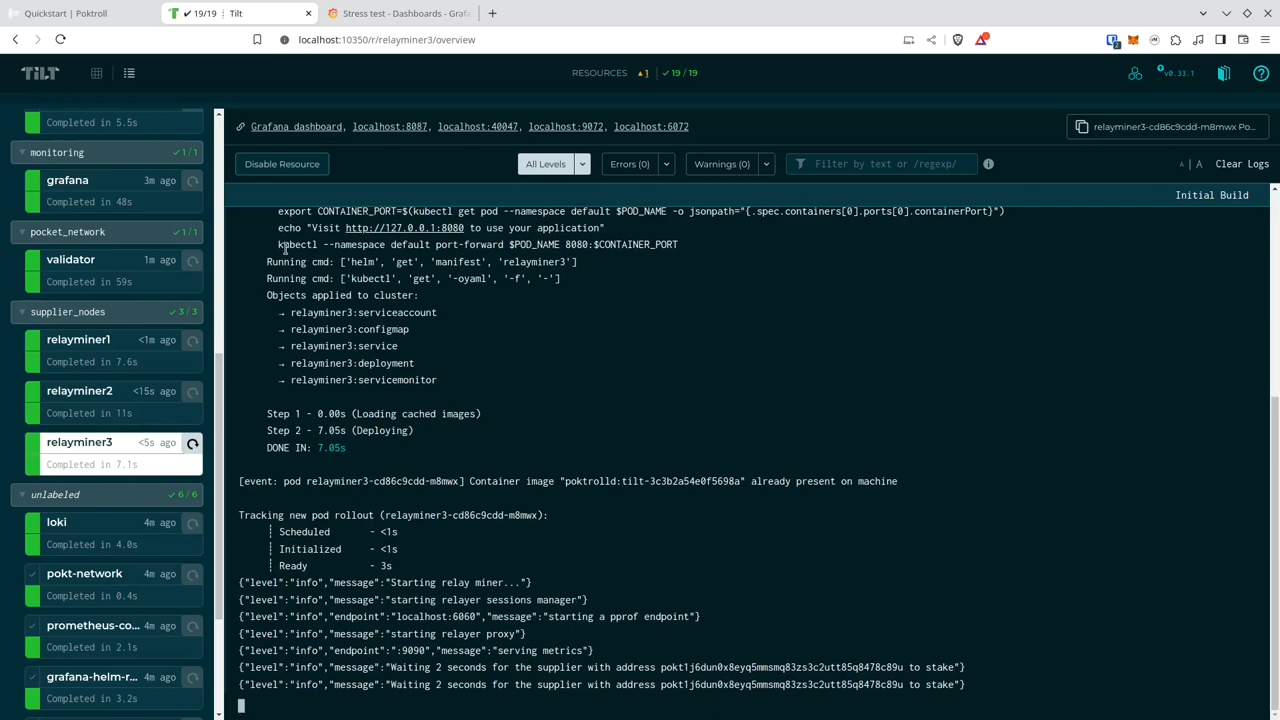 Quickstart | Poktroll
✔ 19/19 ┊ Tilt
Stress test - Dashboards - Grafa
localhost:10350/r/relayminer3/overview
2
TILT
RESOURCES
1
19 / 19
v0.33.1
Completed in 5.5s
monitoring
1/1
grafana
3m ago
Completed in 48s
pocket_network
1/1
validator
1m ago
Completed in 59s
supplier_nodes
3/3
relayminer1
<1m ago
Completed in 7.6s
relayminer2
<15s ago
Completed in 11s
relayminer3
<5s ago
Completed in 7.1s
unlabeled
6/6
loki
4m ago
Completed in 4.0s
pokt-network
4m ago
Completed in 0.4s
prometheus-co...
4m ago
Completed in 2.1s
grafana-helm-r...
4m ago
Completed in 3.2s
Grafana dashboard, localhost:8087, localhost:40047, localhost:9072, localhost:6072
relayminer3-cd86c9cdd-m8mwx Po...
Disable Resource
All Levels
Errors (0)
Warnings (0)
Filter by text or /regexp/
A | A
Clear Logs
Initial Build
export CONTAINER_PORT=$(kubectl get pod --namespace default $POD_NAME -o jsonpath="{.spec.containers[0].ports[0].containerPort}")
echo "Visit http://127.0.0.1:8080 to use your application"
kubectl --namespace default port-forward $POD_NAME 8080:$CONTAINER_PORT
Running cmd: ['helm', 'get', 'manifest', 'relayminer3']
Running cmd: ['kubectl', 'get', '-oyaml', '-f', '-']
Objects applied to cluster:
→ relayminer3:serviceaccount
→ relayminer3:configmap
→ relayminer3:service
→ relayminer3:deployment
→ relayminer3:servicemonitor
Step 1 - 0.00s (Loading cached images)
Step 2 - 7.05s (Deploying)
DONE IN: 7.05s
[event: pod relayminer3-cd86c9cdd-m8mwx] Container image "poktrolld:tilt-3c3b2a54e0f5698a" already present on machine
Tracking new pod rollout (relayminer3-cd86c9cdd-m8mwx):
┊ Scheduled - <1s
┊ Initialized - <1s
┊ Ready - 3s
{"level":"info","message":"Starting relay miner..."}
{"level":"info","message":"starting relayer sessions manager"}
{"level":"info","endpoint":"localhost:6060","message":"starting a pprof endpoint"}
{"level":"info","message":"starting relayer proxy"}
{"level":"info","endpoint":":9090","message":"serving metrics"}
{"level":"info","message":"Waiting 2 seconds for the supplier with address pokt1j6dun0x8eyq5mmsmq83zs3c2utt85q8478c89u to stake"}
{"level":"info","message":"Waiting 2 seconds for the supplier with address pokt1j6dun0x8eyq5mmsmq83zs3c2utt85q8478c89u to stake"}